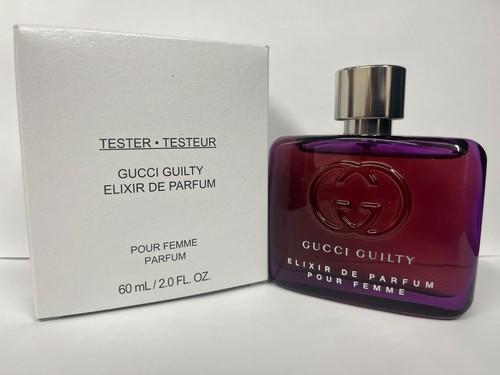 TESTER • TESTEUR
GUCCI GUILTY
ELIXIR DE PARFUM
POUR FEMME
PARFUM
60 mL / 2.0 FL. OZ.
GUCCI GUILTY
ELIXIR DE PARFUM
POUR FEMME